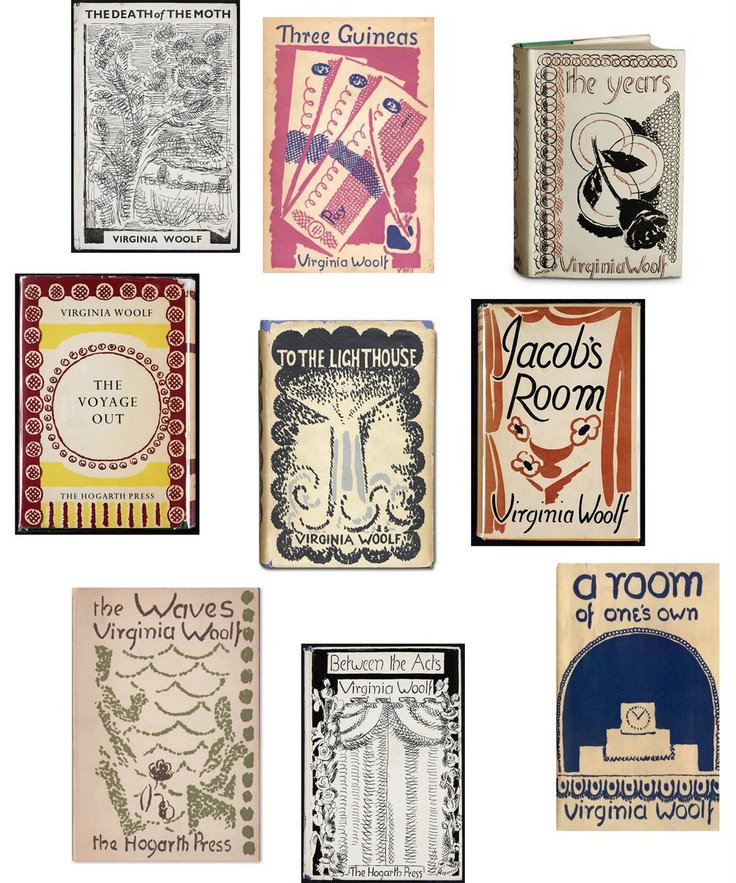 THE DEATH of THE MOTH
VIRGINIA WOOLF
Three Guineas
Pay
Virginia Woolf
the years
Virginia Woolf
VIRGINIA WOOLF
THE
VOYAGE
OUT
THE HOGARTH PRESS
TO THE LIGHTHOUSE
VIRGINIA WOOLF
Jacob's
Room
Virginia Woolf
the Waves
Virginia Woolf
the Hogarth Press
Between the Acts
Virginia Woolf
The Hogarth Press
a room
of one's own
virginia Woolf